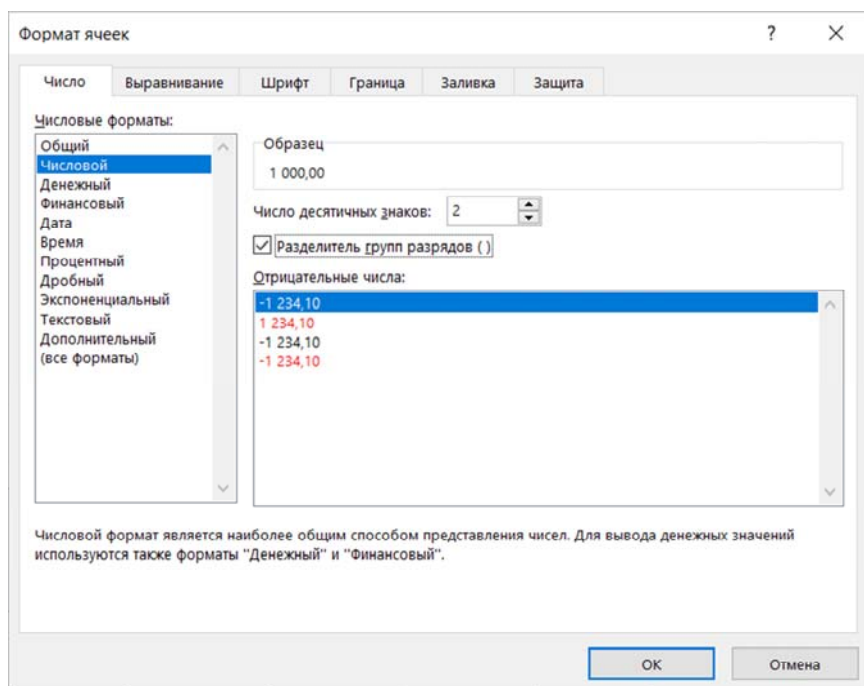 Формат ячеек ? ×
Число Выравнивание Шрифт Граница Заливка Защита
Числовые форматы:
Общий
Числовой
Денежный
Финансовый
Дата
Время
Процентный
Дробный
Экспоненциальный
Текстовый
Дополнительный
(все форматы)
Образец
1 000,00
Число десятичных знаков: 2
Разделитель групп разрядов ( )
Отрицательные числа:
-1 234,10
1 234,10
-1 234,10
-1 234,10
Числовой формат является наиболее общим способом представления чисел. Для вывода денежных значений
используются также форматы "Денежный" и "Финансовый".
ОК Отмена